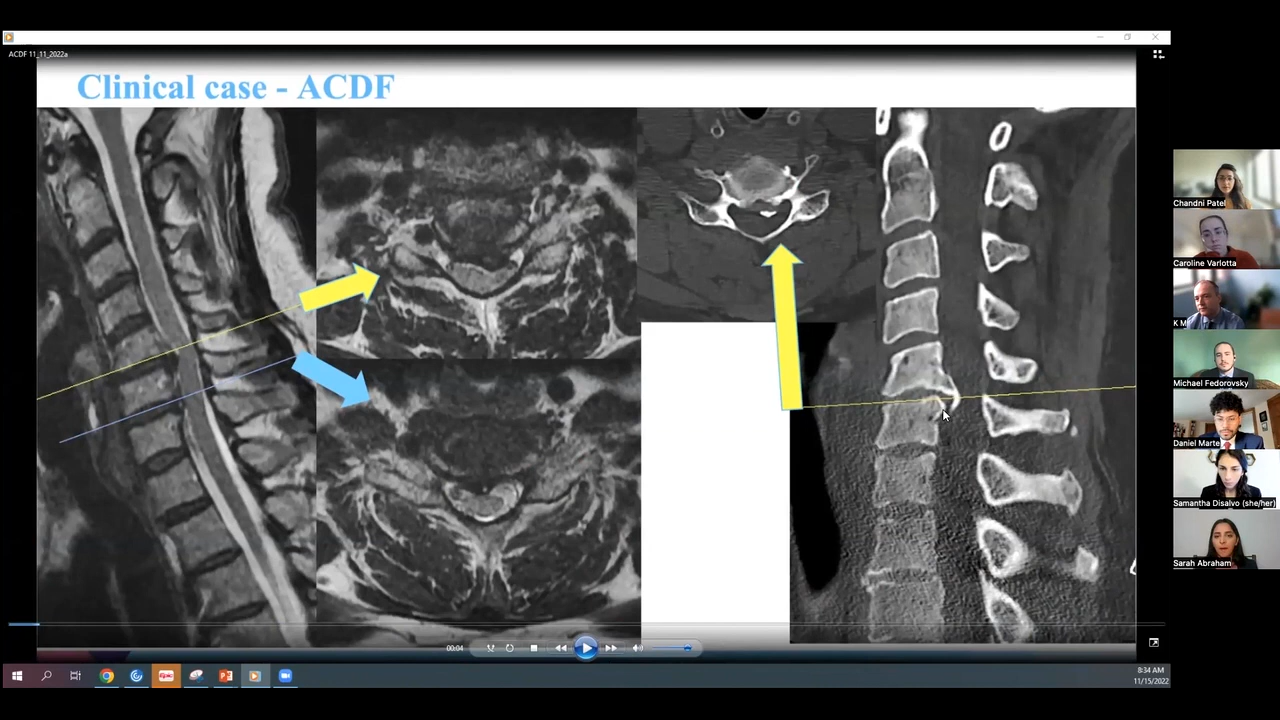 ACDF 11_11_2022a
Clinical case - ACDF
Chandni Patel
Caroline Varlotta
K M
Michael Fedorovsky
Daniel Marte
Samantha Disalvo (she/her)
Sarah Abraham
00:04
8:34 AM
11/15/2022